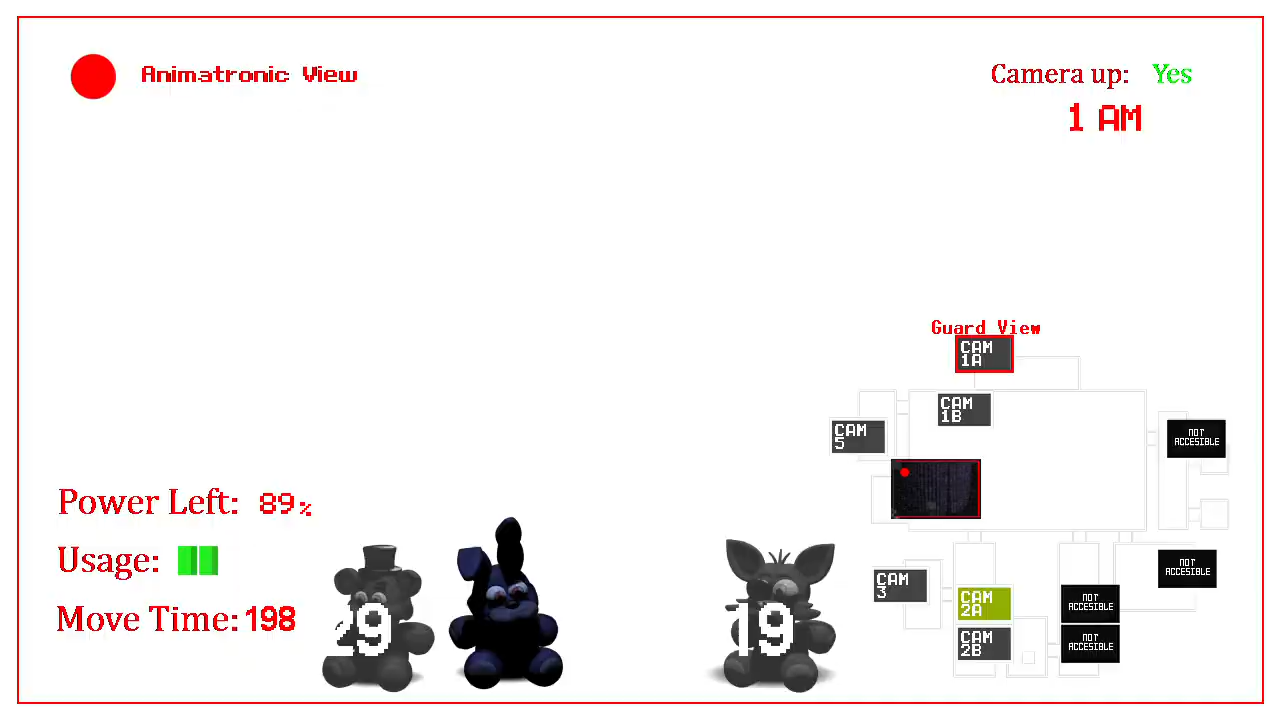 Animatronic View
Camera up: Yes
1 AM
Guard View
CAM
1A
CAM
1B
CAM
5
NOT
ACCESIBLE
Power Left: 89%
Usage:
Move Time: 198
29
19
CAM
3
CAM
2A
CAM
2B
NOT
ACCESIBLE
NOT
ACCESIBLE
NOT
ACCESIBLE